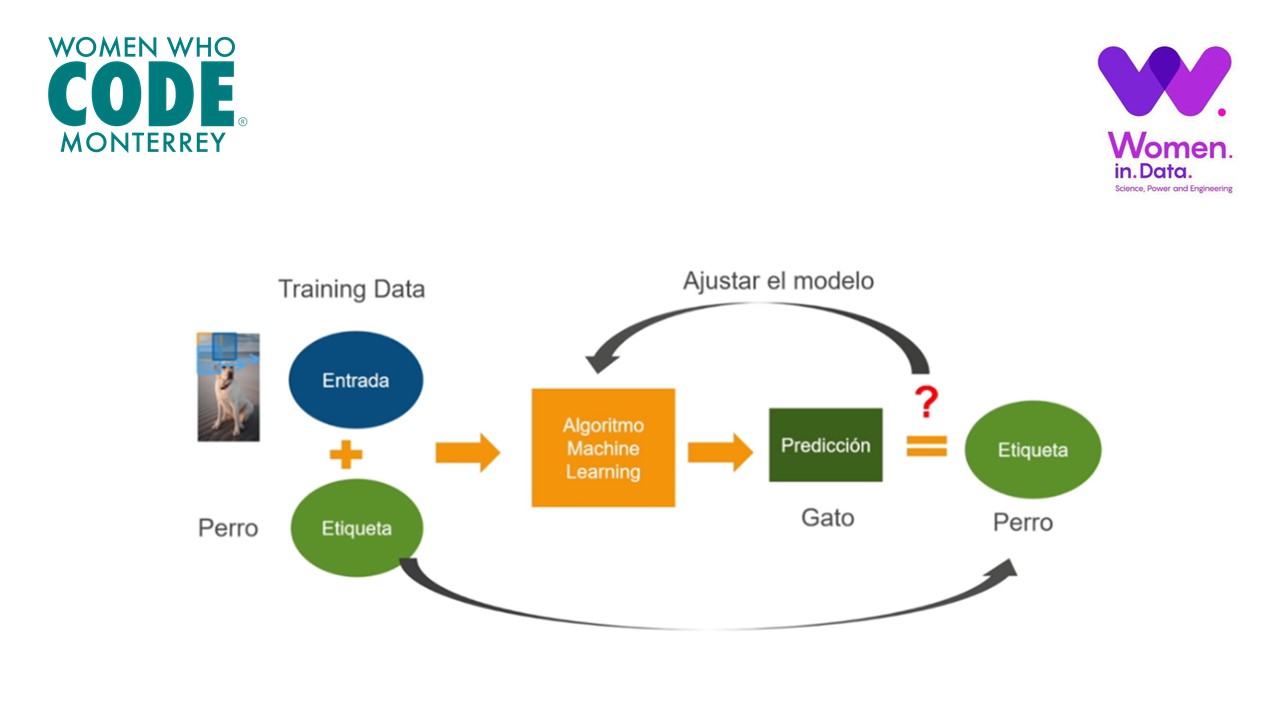 WOMEN WHO
CODE®
MONTERREY
Women.
in.Data.
Science, Power and Engineering
Training Data
Ajustar el modelo
Entrada
?
Algoritmo
Machine
Learning
Predicción
=
Etiqueta
+
Gato
Perro
Perro
Etiqueta